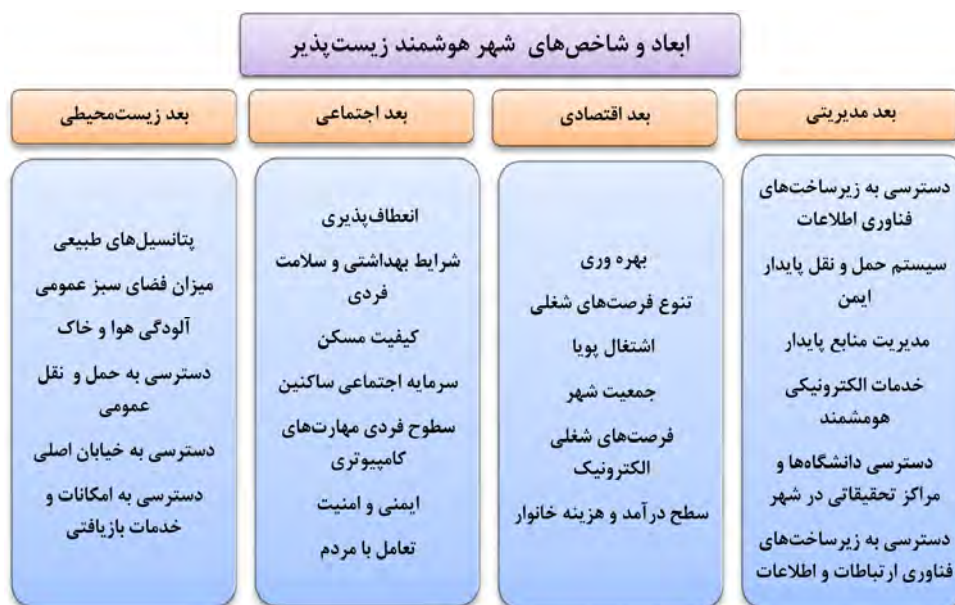 ابعاد و شاخص‌های شهر هوشمند زیست‌پذیر
بعد مدیریتی
دسترسی به زیرساخت‌های
فناوری اطلاعات
سیستم حمل و نقل پایدار
ایمن
مدیریت منابع پایدار
خدمات الکترونیکی
هومشمند
دسترسی دانشگاه‌ها و
مراکز تحقیقاتی در شهر
دسترسی به زیرساخت‌های
فناوری ارتباطات و اطلاعات
بعد اقتصادی
بهره وری
تنوع فرصت‌های شغلی
اشتغال پویا
جمعیت شهر
فرصت‌های شغلی
الکترونیک
سطح درآمد و هزینه خانوار
بعد اجتماعی
انعطاف‌پذیری
شرایط بهداشتی و سلامت
فردی
کیفیت مسکن
سرمایه اجتماعی ساکنین
سطوح فردی مهارت‌های
کامپیوتری
ایمنی و امنیت
تعامل با مردم
بعد زیست‌محیطی
پتانسیل‌های طبیعی
میزان فضای سبز عمومی
آلودگی هوا و خاک
دسترسی به حمل و نقل
عمومی
دسترسی به خیابان اصلی
دسترسی به امکانات و
خدمات بازیافتی